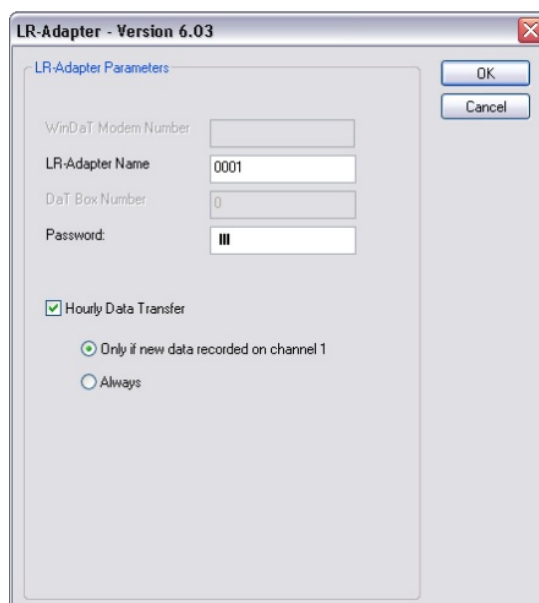 LR-Adapter - Version 6.03
LR-Adapter Parameters
OK
Cancel
WinDaT Modem Number
LR-Adapter Name
0001
DaT Box Number
0
Password:
Hourly Data Transfer
Only if new data recorded on channel 1
Always